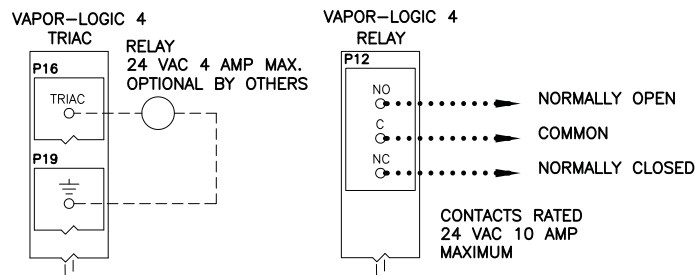 VAPOR-LOGIC 4
TRIAC
RELAY
24 VAC 4 AMP MAX.
OPTIONAL BY OTHERS
P16
TRIAC
P19
VAPOR-LOGIC 4
RELAY
P12
NO
NORMALLY OPEN
C
COMMON
NC
NORMALLY CLOSED
CONTACTS RATED
24 VAC 10 AMP
MAXIMUM